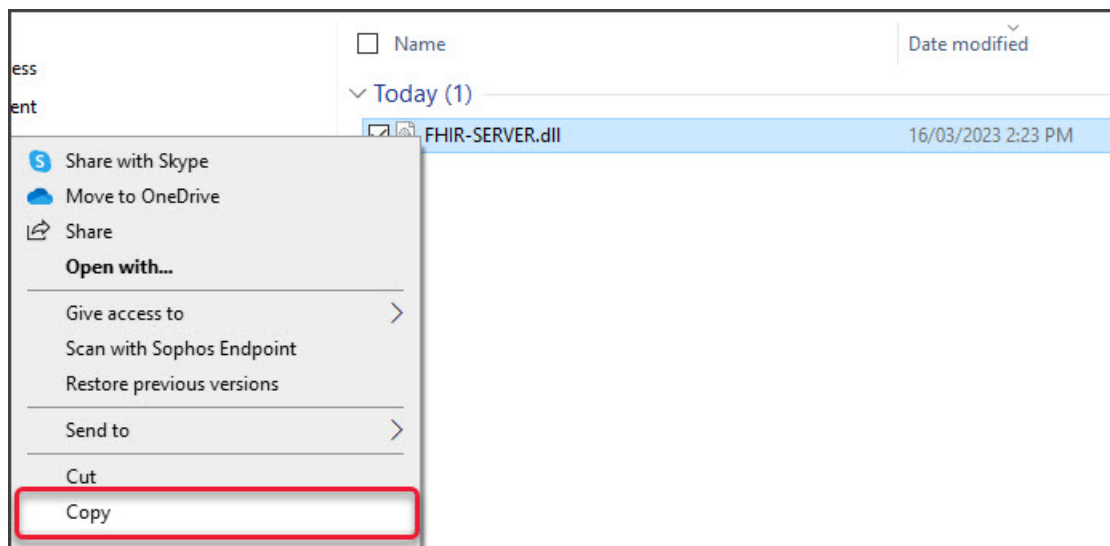 Name
Date modified
ess
ent
Today (1)
FHIR-SERVER.dll
16/03/2023 2:23 PM
Share with Skype
Move to OneDrive
Share
Open with...
Give access to
Scan with Sophos Endpoint
Restore previous versions
Send to
Cut
Copy